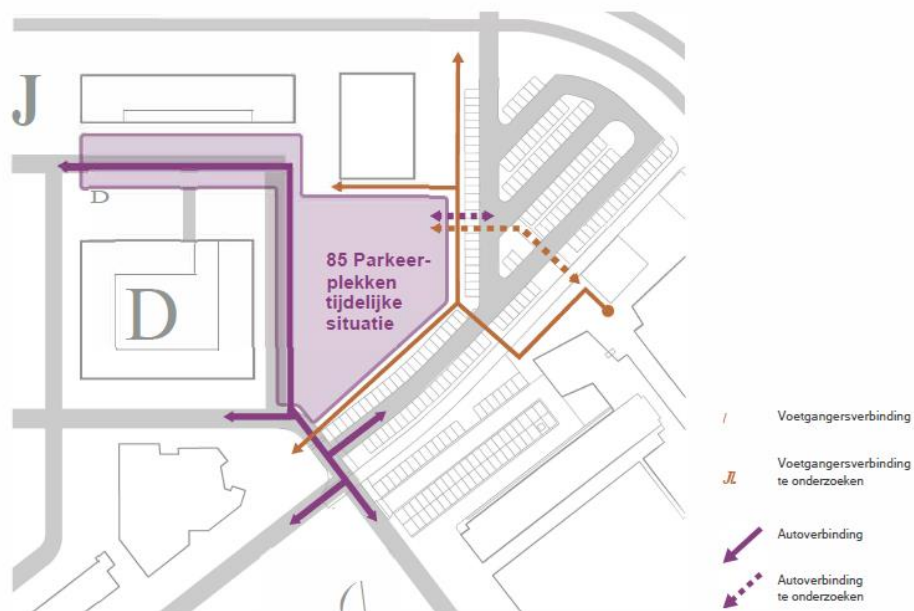 J
D
D
85 Parkeer-
plekken
tijdelijke
situatie
Voetgangersverbinding
Voetgangersverbinding
te onderzoeken
Autoverbinding
Autoverbinding
te onderzoeken